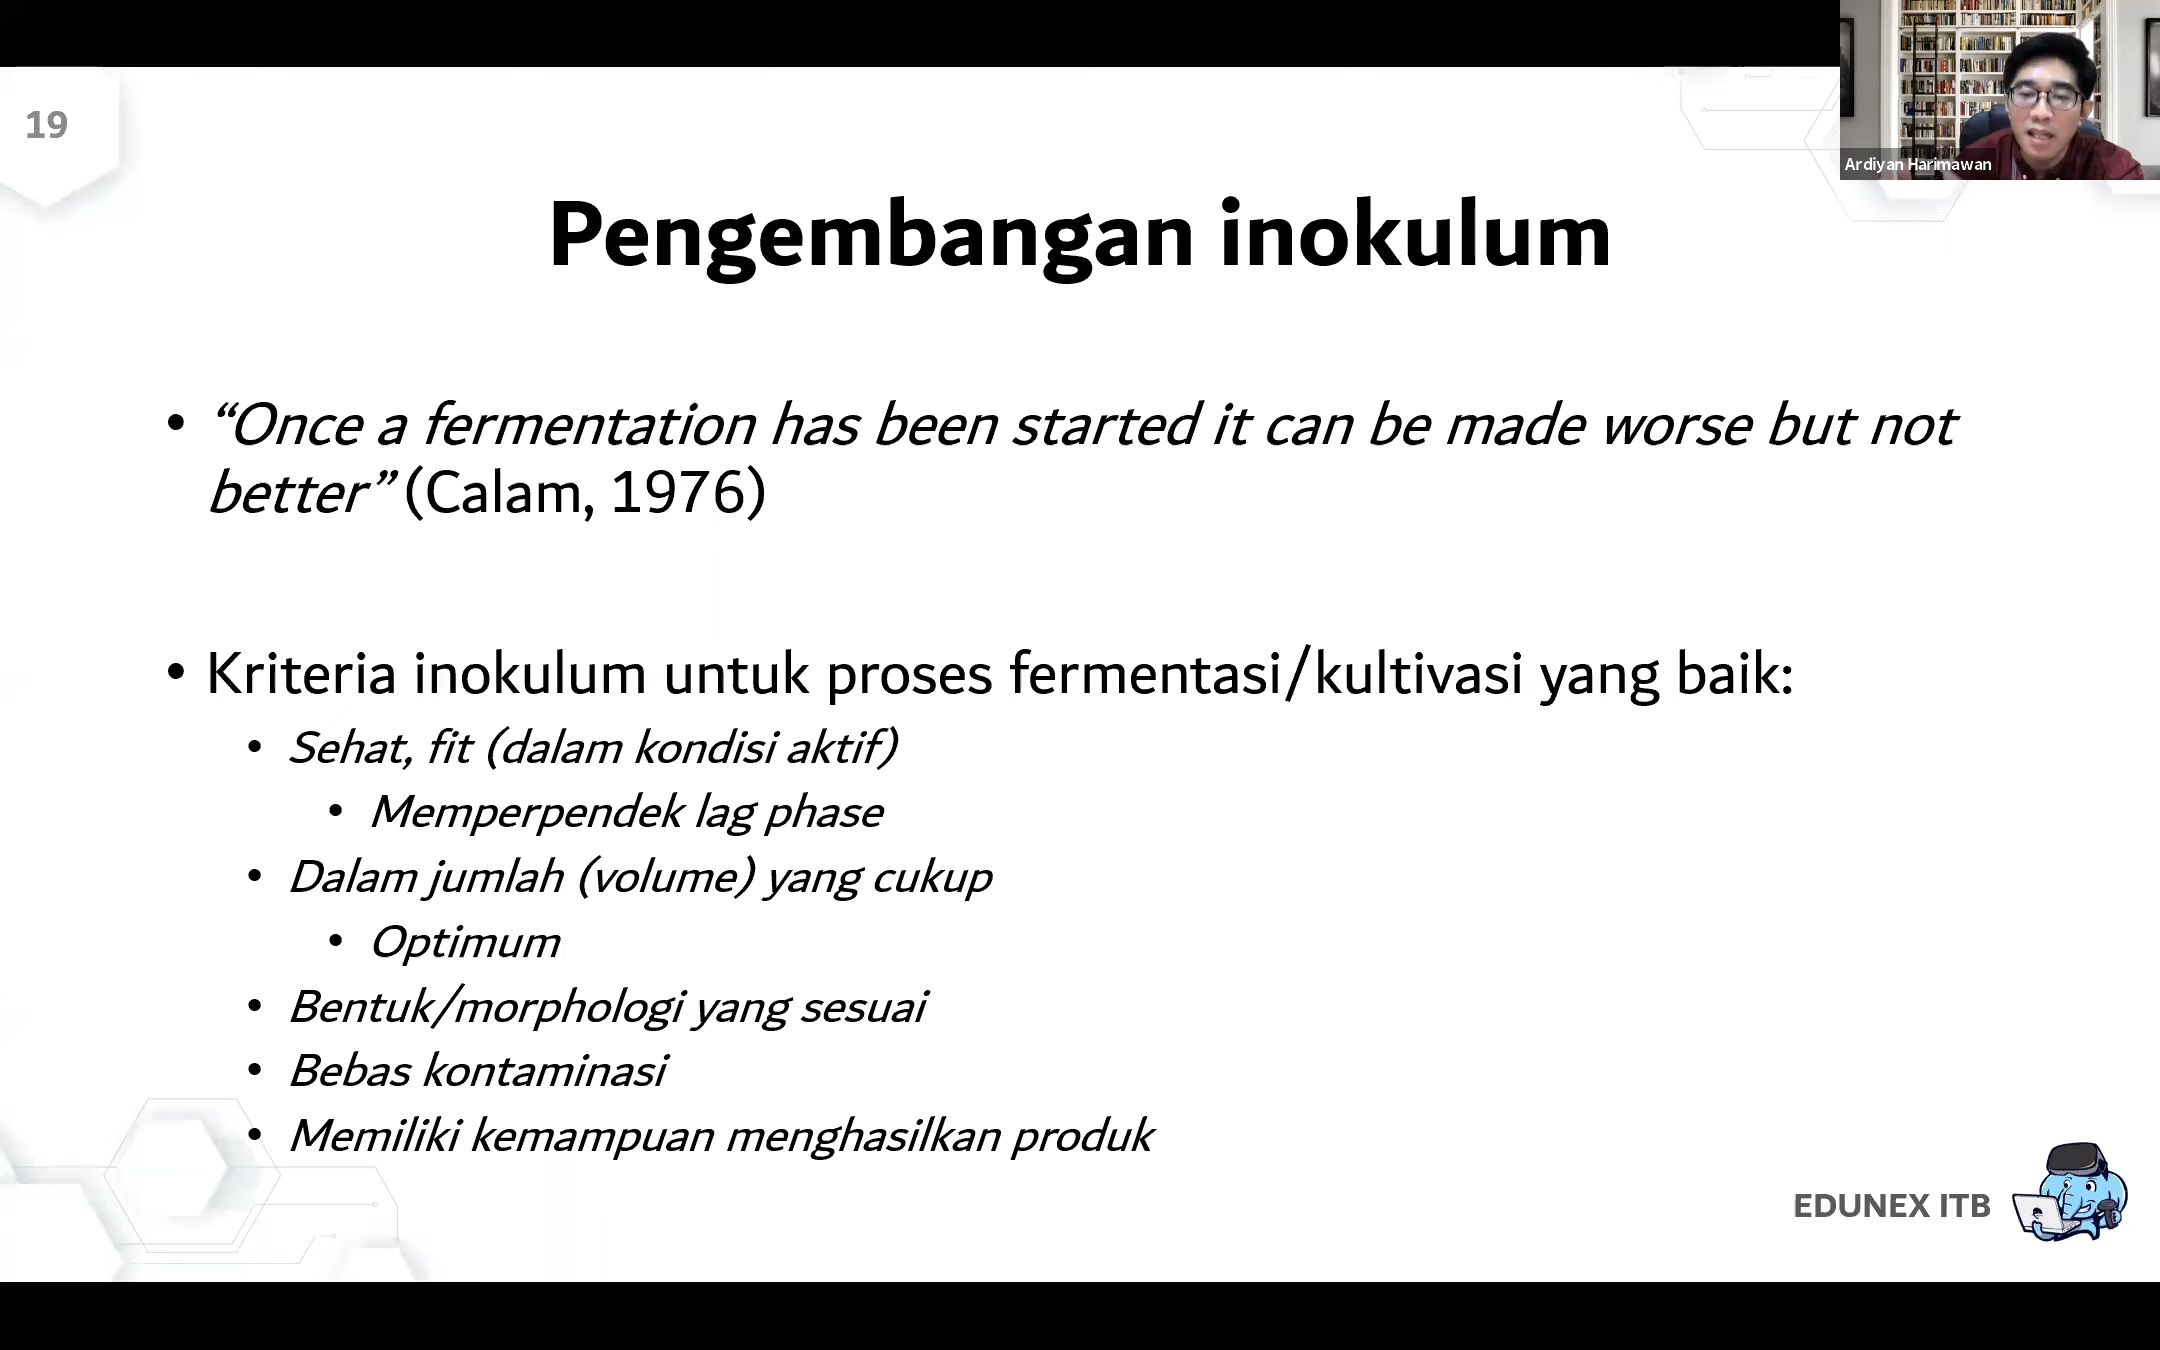 19
Ardiyan Harimawan
Pengembangan inokulum
• “Once a fermentation has been started it can be made worse but not
better” (Calam, 1976)
• Kriteria inokulum untuk proses fermentasi/kultivasi yang baik:
• Sehat, fit (dalam kondisi aktif)
• Memperpendek lag phase
• Dalam jumlah (volume) yang cukup
• Optimum
• Bentuk/morphologi yang sesuai
• Bebas kontaminasi
• Memiliki kemampuan menghasilkan produk
EDUNEX ITB